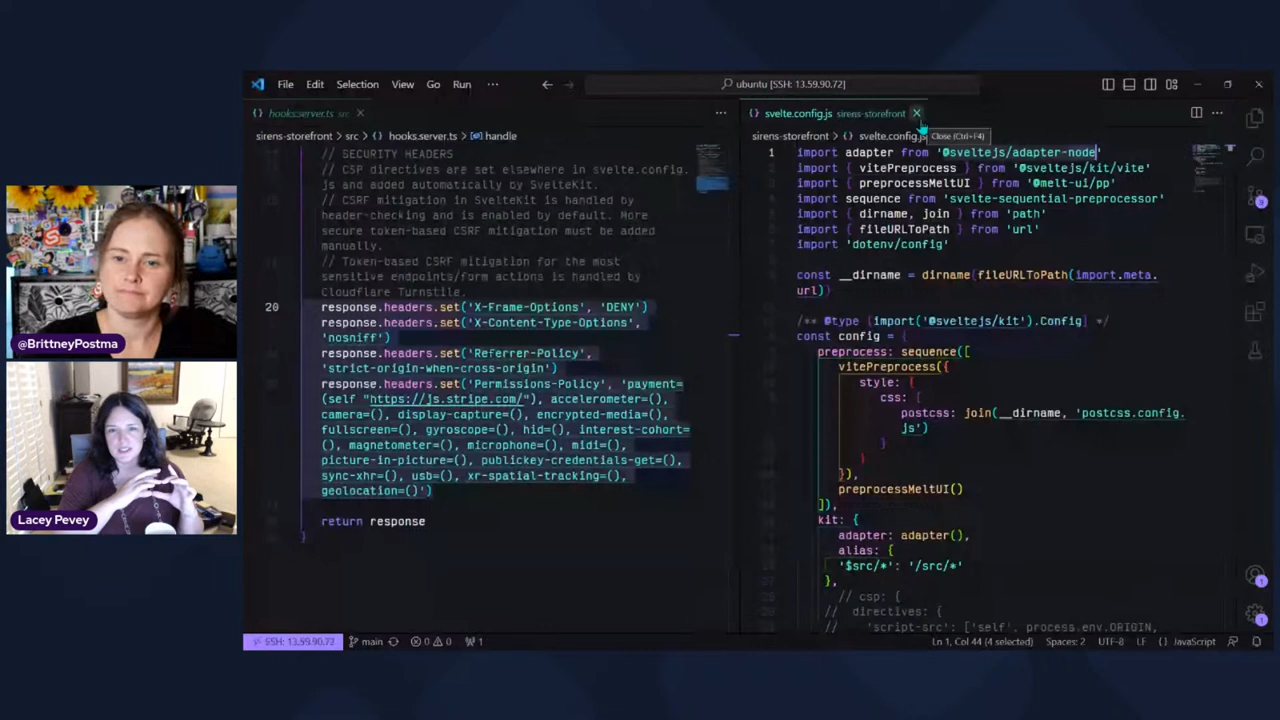 File Edit Selection View Go Run ··· ubuntu [SSH: 13.59.90.72]
hooks.server.ts src
sirens-storefront > src > hooks.server.ts > handle
// SECURITY HEADERS
// CSP directives are set elsewhere in svelte.config.
js and added automatically by SvelteKit.
// CSRF mitigation in SvelteKit is handled by
header-checking and is enabled by default. More
secure token-based CSRF mitigation must be added
manually.
// Token-based CSRF mitigation for the most
sensitive endpoints/form actions is handled by
Cloudflare Turnstile.
20 response.headers.set('X-Frame-Options', 'DENY')
response.headers.set('X-Content-Type-Options',
'nosniff')
response.headers.set('Referrer-Policy',
'strict-origin-when-cross-origin')
response.headers.set('Permissions-Policy', 'payment=
(self "https://js.stripe.com/"), accelerometer=(),
camera=(), display-capture=(), encrypted-media=(),
fullscreen=(), gyroscope=(), hid=(), interest-cohort=
(), magnetometer=(), microphone=(), midi=(),
picture-in-picture=(), publickey-credentials-get=(),
sync-xhr=(), usb=(), xr-spatial-tracking=(),
geolocation=()')
return response
}
svelte.config.js sirens-storefront
sirens-storefront > svelte.config.js
Close (Ctrl+F4)
1 import adapter from '@sveltejs/adapter-node'
import { vitePreprocess } from '@sveltejs/kit/vite'
import { preprocessMeltUI } from '@melt-ui/pp'
import sequence from 'svelte-sequential-preprocessor'
import { dirname, join } from 'path'
import { fileURLToPath } from 'url'
import 'dotenv/config'
const __dirname = dirname(fileURLToPath(import.meta.
url))
/** @type {import('@sveltejs/kit').Config} */
const config = {
preprocess: sequence([
vitePreprocess({
style: {
css: {
postcss: join(__dirname, 'postcss.config.
js')
}
}
}),
preprocessMeltUI()
]),
kit: {
adapter: adapter(),
alias: {
'$src/*': '/src/*'
},
// csp: {
// directives: {
// 'script-src': ['self', process.env.ORIGIN,
@BrittneyPostma
Lacey Pevey
SSH: 13.59.90.72 main 0 0 1 Ln 1, Col 44 (4 selected) Spaces: 2 UTF-8 LF {} JavaScript